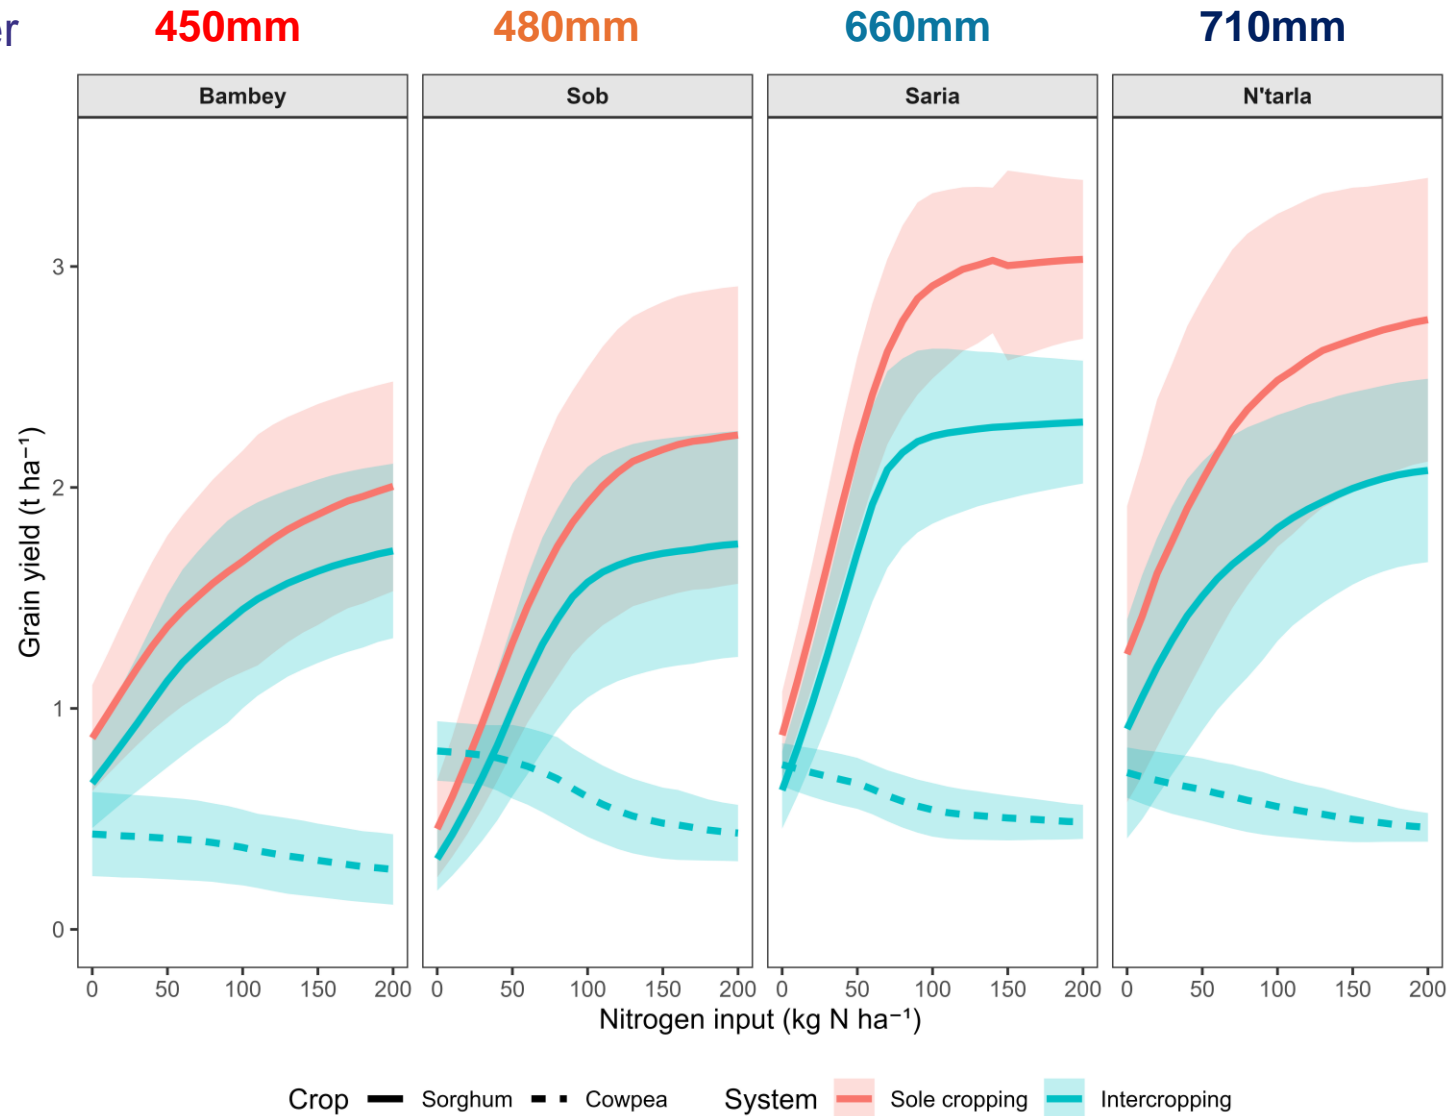 er 450mm 480mm 660mm 710mm
Bambey Sob Saria N'tarla
Grain yield (t ha⁻¹)
3
2
1
0
0 50 100 150 200 0 50 100 150 200 0 50 100 150 200 0 50 100 150 200
Nitrogen input (kg N ha⁻¹)
Crop Sorghum Cowpea System Sole cropping Intercropping